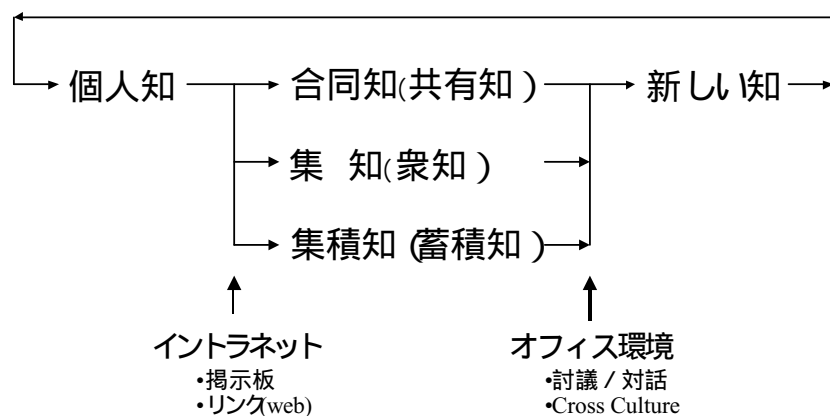 個人知
合同知(共有知)
新しい知
集 知(衆知)
集積知(蓄積知)
イントラネット
•掲示板
•リンク(web)
オフィス環境
•討議/対話
•Cross Culture